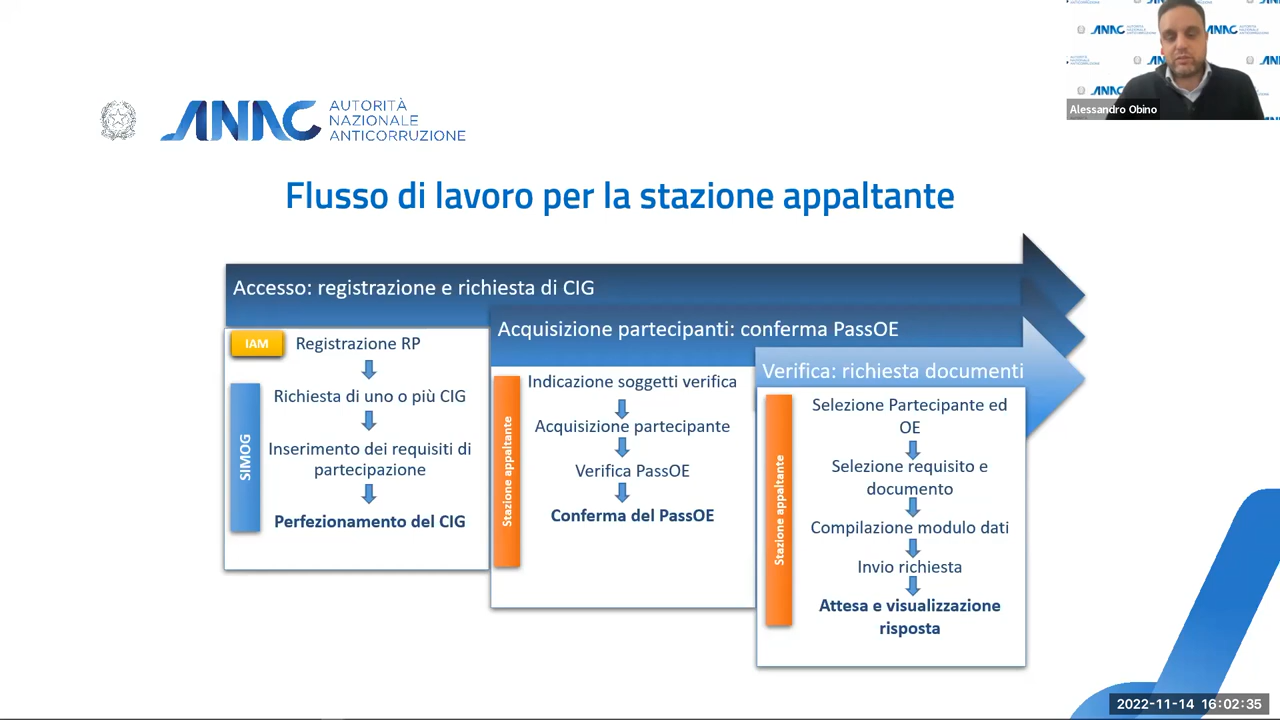 ANAC AUTORITÀ
NAZIONALE
ANTICORRUZIONE
Alessandro Obino
Flusso di lavoro per la stazione appaltante
Accesso: registrazione e richiesta di CIG
IAM
Registrazione RP
SIMOG
Richiesta di uno o più CIG
Inserimento dei requisiti di
partecipazione
Perfezionamento del CIG
Acquisizione partecipanti: conferma PassOE
Stazione appaltante
Indicazione soggetti verifica
Acquisizione partecipante
Verifica PassOE
Conferma del PassOE
Verifica: richiesta documenti
Stazione appaltante
Selezione Partecipante ed
OE
Selezione requisito e
documento
Compilazione modulo dati
Invio richiesta
Attesa e visualizzazione
risposta
2022-11-14 16:02:35